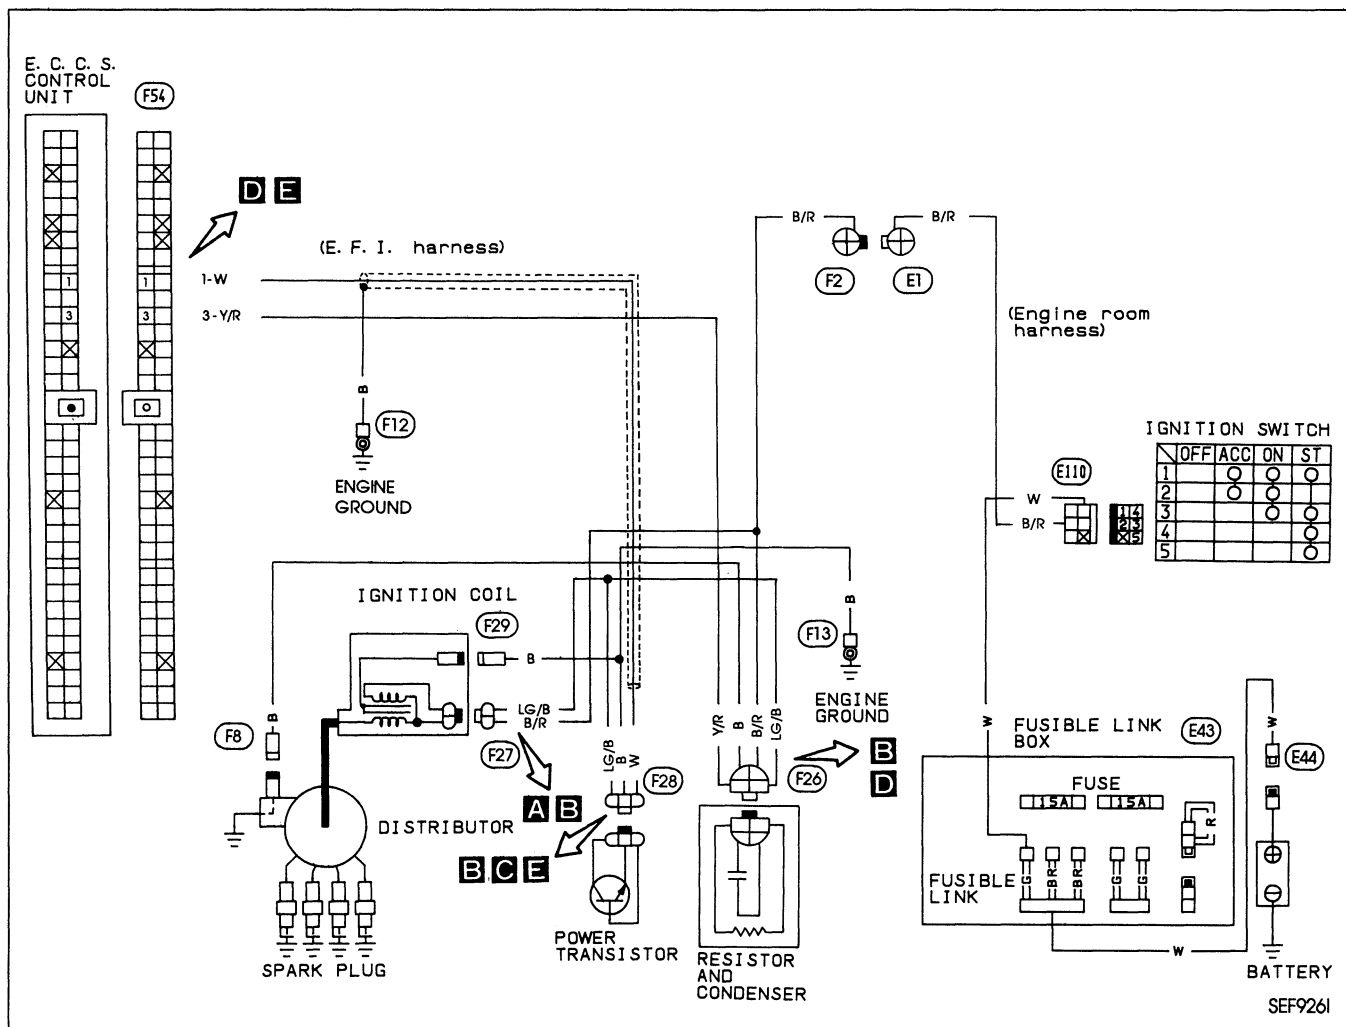 E. C. C. S.
CONTROL
UNIT
F54
D E
(E. F. I. harness)
1-W
3-Y/R
1
1
3
3
B/R
B/R
F2
E1
(Engine room
harness)
B
F12
ENGINE
GROUND
IGNITION SWITCH
OFF ACC ON ST
1
2
3
4
5
E110
W
B/R
1 4
2 3
5
IGNITION COIL
F29
B
B
F13
ENGINE
GROUND
LG/B
B/R
F27
B
F8
LG/B
B
W
F28
Y/R
B
B/R
LG/B
F26
B
D
A B
B C E
DISTRIBUTOR
SPARK PLUG
POWER
TRANSISTOR
RESISTOR
AND
CONDENSER
W
FUSIBLE LINK
BOX
E43
W
E44
FUSE
15A
15A
R
FUSIBLE
LINK
G
BR
BR
G
G
W
BATTERY
SEF926I